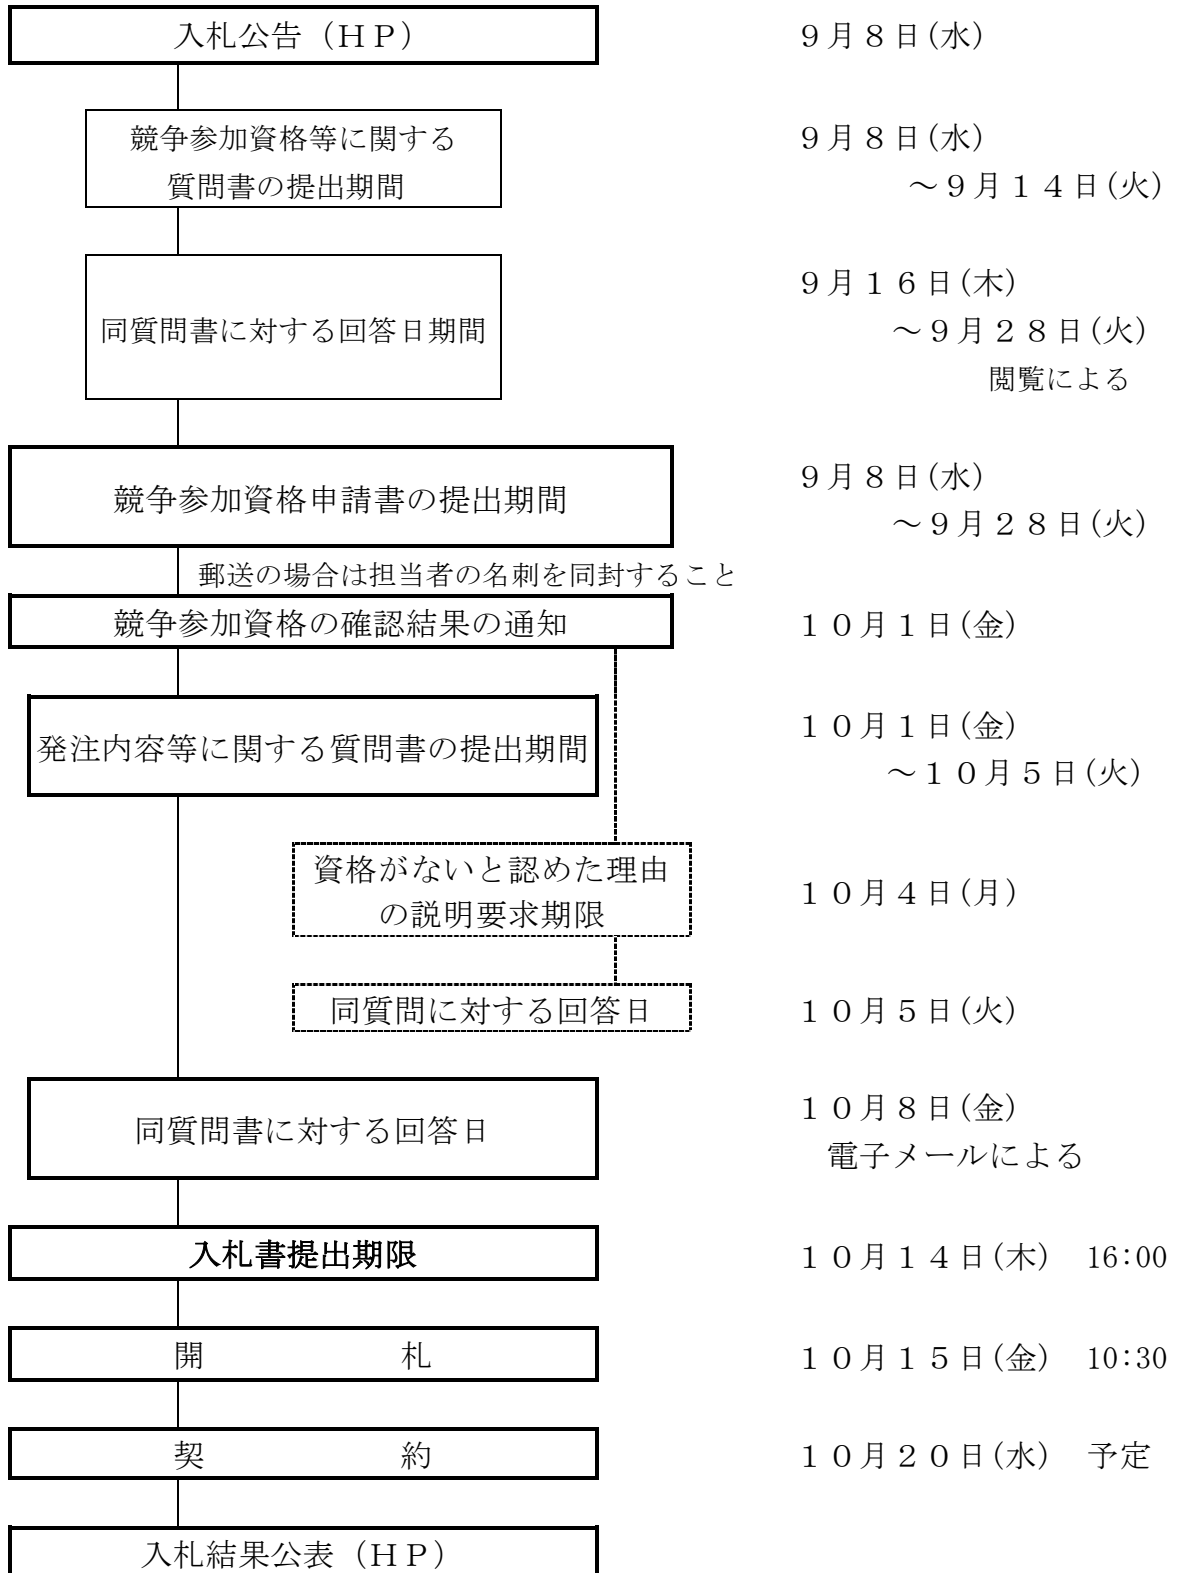 入札公告（ＨＰ）　９月８日(水)
競争参加資格等に関する　９月８日(水)
質問書の提出期間　～９月１４日(火)
９月１６日(木)
同質問書に対する回答日期間　～９月２８日(火)
閲覧による
競争参加資格申請書の提出期間　９月８日(水)
～９月２８日(火)
郵送の場合は担当者の名刺を同封すること
競争参加資格の確認結果の通知　１０月１日(金)
発注内容等に関する質問書の提出期間　１０月１日(金)
～１０月５日(火)
資格がないと認めた理由
の説明要求期限　１０月４日(月)
同質問に対する回答日　１０月５日(火)
同質問書に対する回答日　１０月８日(金)
電子メールによる
入札書提出期限　１０月１４日(木)　16:00
開　札　１０月１５日(金)　10:30
契　約　１０月２０日(水)　予定
入札結果公表（ＨＰ）